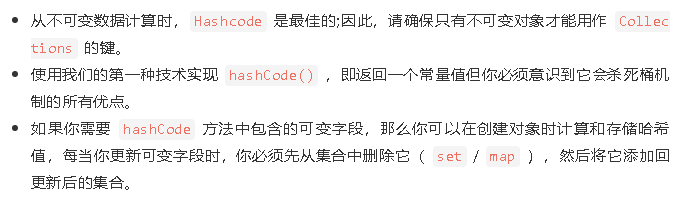 从不可变数据计算时，Hashcode 是最佳的;因此，请确保只有不可变对象才能用作 Collec
tions 的键。
使用我们的第一种技术实现 hashCode() ，即返回一个常量值但你必须意识到它会杀死桶机
制的所有优点。
如果你需要 hashCode 方法中包含的可变字段，那么你可以在创建对象时计算和存储哈希
值，每当你更新可变字段时，你必须先从集合中删除它（ set / map ），然后将它添加回
更新后的集合。